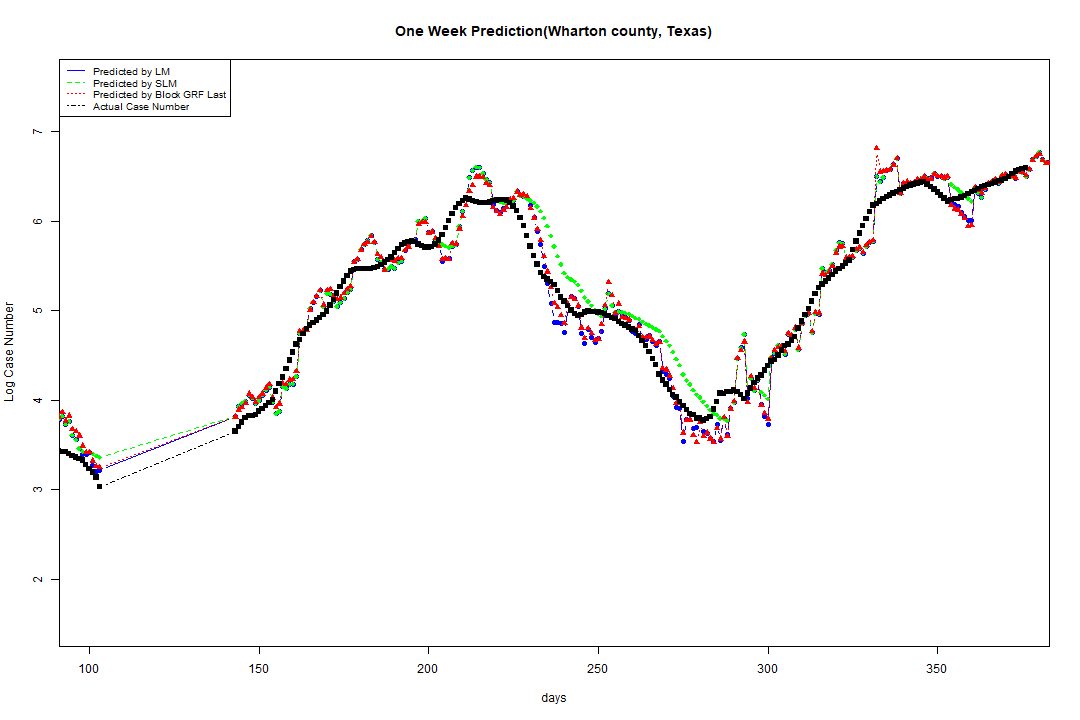 One Week Prediction(Wharton county, Texas)
Predicted by LM
Predicted by SLM
Predicted by Block GRF Last
Actual Case Number
7
6
5
4
3
2
Log Case Number
100 150 200 250 300 350
days